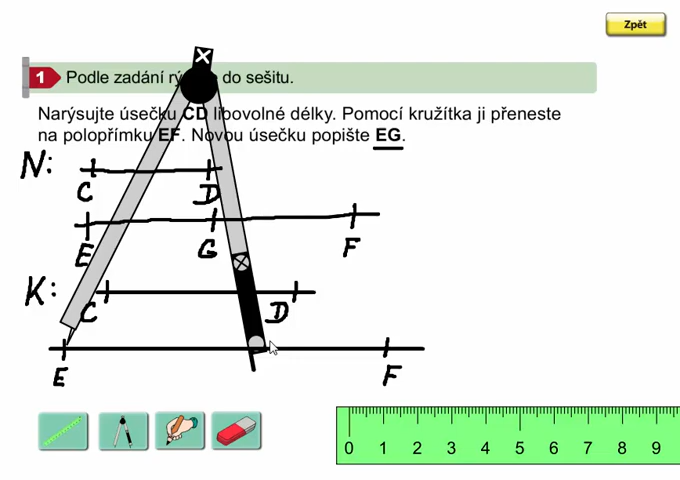 Zpět
1 Podle zadání do sešitu.
Narýsujte úsečku CD libovolné délky. Pomocí kružítka ji přeneste
na polopřímku EF. Novou úsečku popište EG.
N:
C D
E G F
K:
C D
E F
0 1 2 3 4 5 6 7 8 9